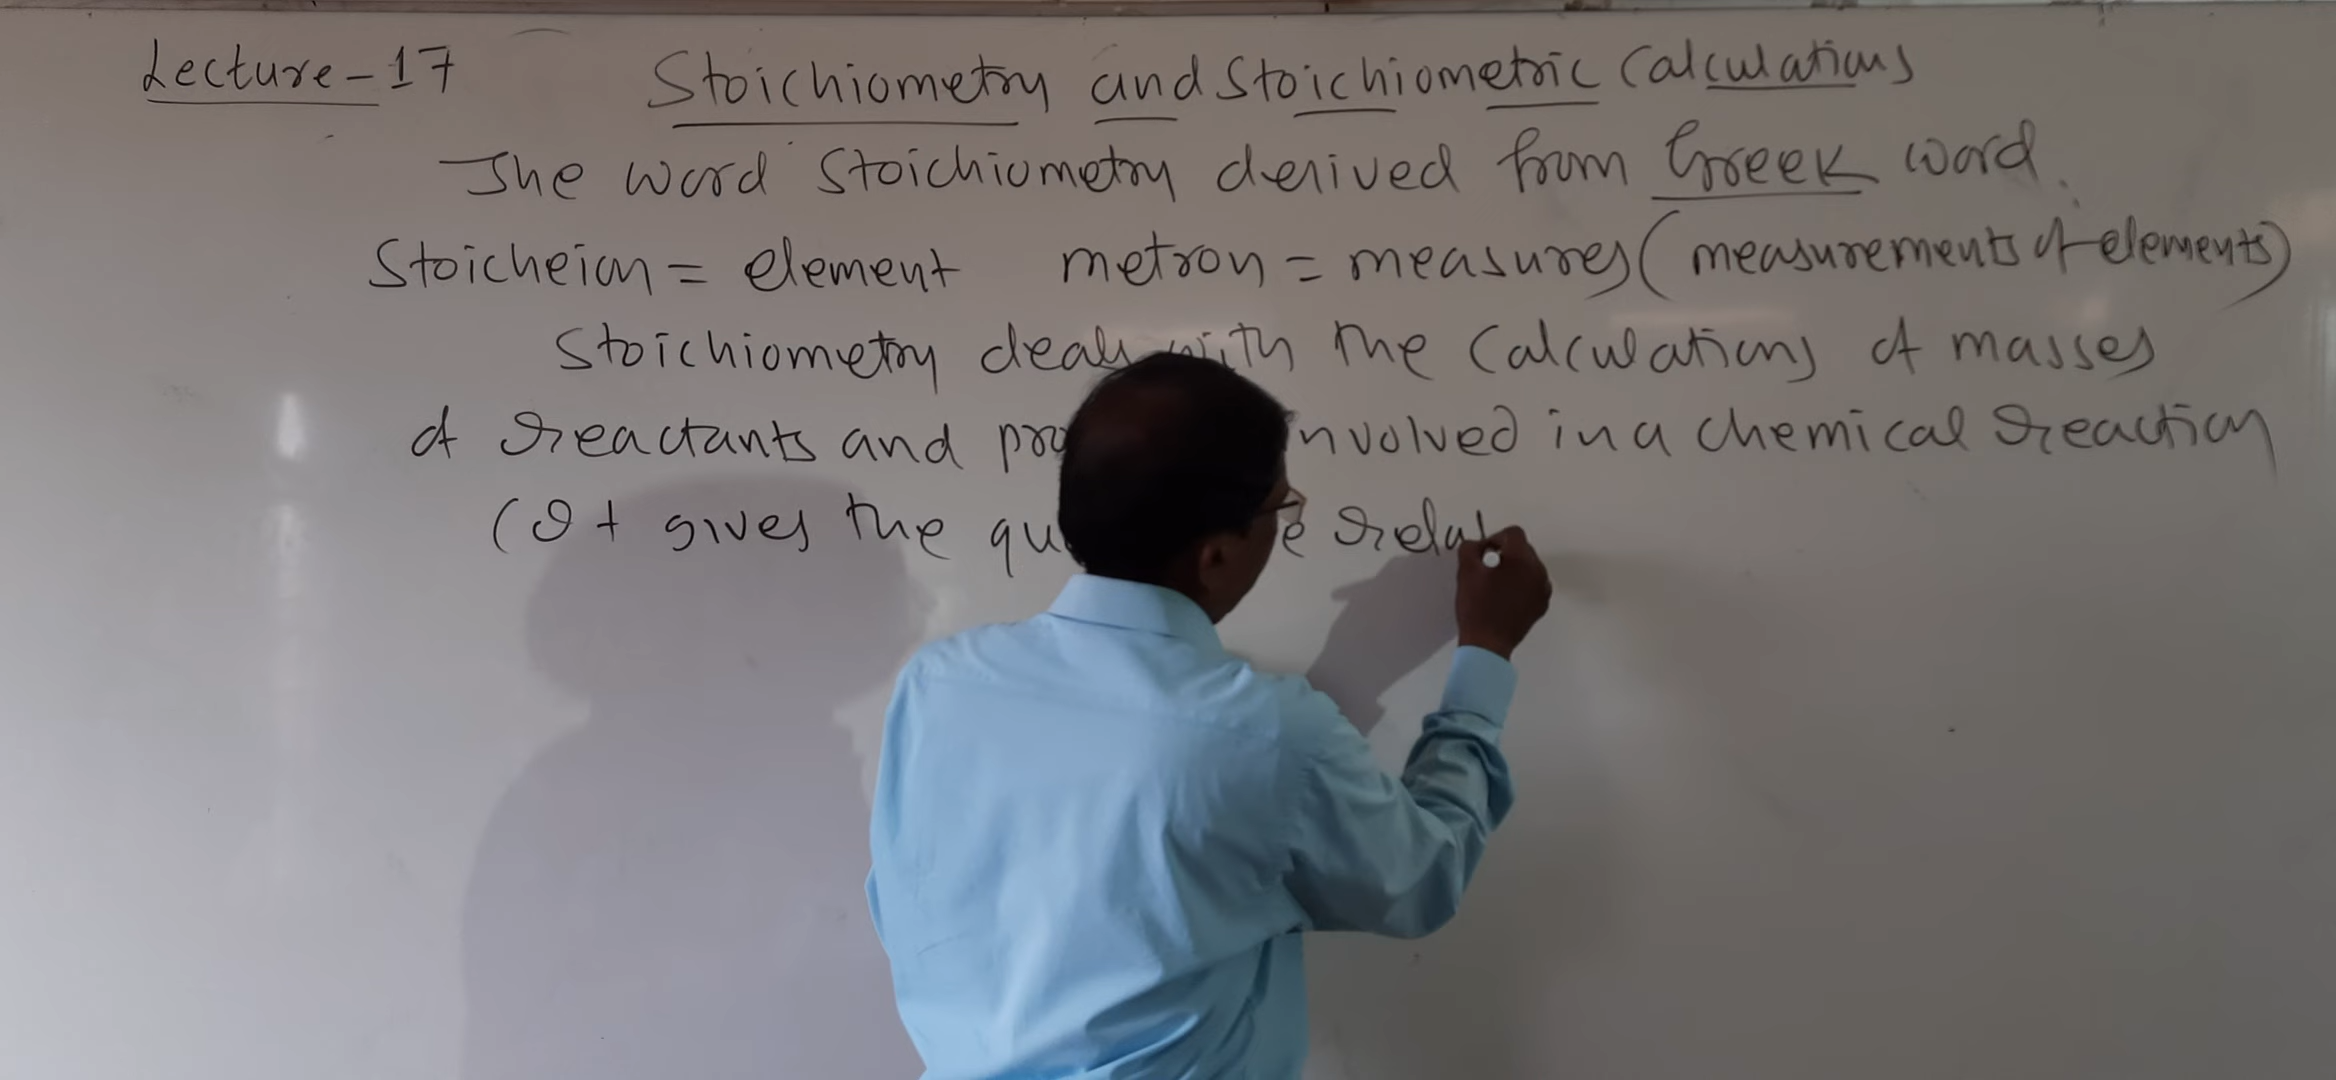 Lecture-17 Stoichiometry and Stoichiometric Calculations
The word Stoichiometry derived from Greek word.
Stoicheion = element metron = measures (measurements of elements)
Stoichiometry deals with the calculations of masses
of reactants and pro involved in a chemical reaction
(It gives the qu e relat